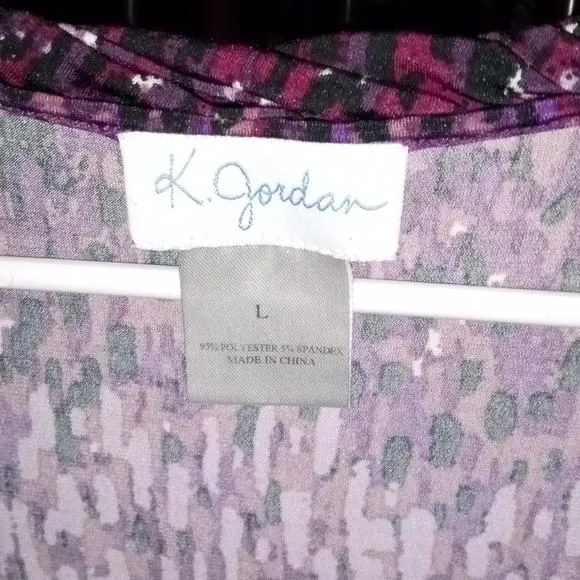 K. Jordan
L
95% POLYESTER 5% SPANDEX
MADE IN CHINA